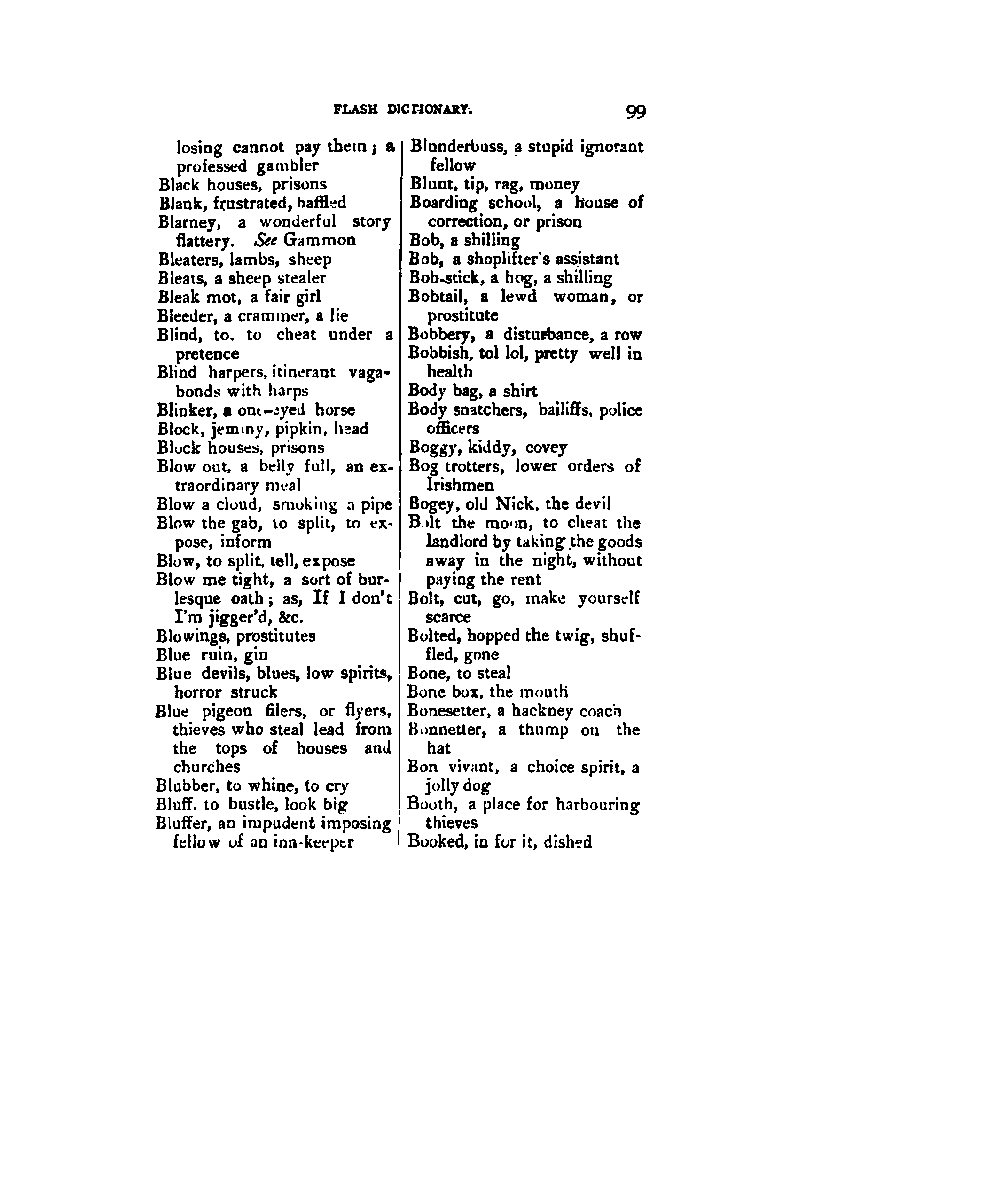 FLASH DICTIONARY. 99
losing cannot pay them; a
professed gambler
Black houses, prisons
Blank, frustrated, baffled
Blarney, a wonderful story
flattery. See Gammon
Bleaters, lambs, sheep
Bleats, a sheep stealer
Bleak mot, a fair girl
Bleeder, a crammer, a lie
Blind, to. to cheat under a
pretence
Blind harpers, itinerant vaga-
bonds with harps
Blinker, a one-eyed horse
Block, jeminy, pipkin, head
Block houses, prisons
Blow out, a belly full, an ex-
traordinary meal
Blow a cloud, smoking a pipe
Blow the gab, to split, to ex-
pose, inform
Blow, to split, tell, expose
Blow me tight, a sort of bur-
lesque oath; as, If I don't
I'm jigger'd, &c.
Blowings, prostitutes
Blue ruin, gin
Blue devils, blues, low spirits,
horror struck
Blue pigeon filers, or flyers,
thieves who steal lead from
the tops of houses and
churches
Blubber, to whine, to cry
Bluff. to bustle, look big
Bluffer, an impudent imposing
fellow of an inn-keeper
Blunderbuss, a stupid ignorant
fellow
Blunt, tip, rag, money
Boarding school, a house of
correction, or prison
Bob, a shilling
Bob, a shoplifter's assistant
Bob-stick, a hog, a shilling
Bobtail, a lewd woman, or
prostitute
Bobbery, a disturbance, a row
Bobbish, tol lol, pretty well in
health
Body bag, a shirt
Body snatchers, bailiffs, police
officers
Boggy, kiddy, covey
Bog trotters, lower orders of
Irishmen
Bogey, old Nick, the devil
Bolt the moon, to cheat the
landlord by taking the goods
away in the night, without
paying the rent
Bolt, cut, go, make yourself
scarce
Bolted, hopped the twig, shuf-
fled, gone
Bone, to steal
Bone box, the mouth
Bonesetter, a hackney coach
Bonnetter, a thump on the
hat
Bon vivant, a choice spirit, a
jolly dog
Booth, a place for harbouring
thieves
Booked, in for it, dished